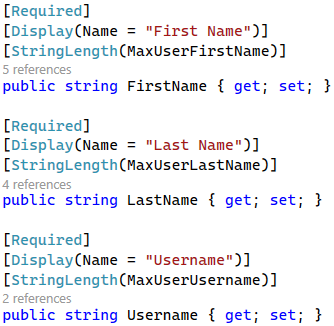 [Required]
[Display(Name = "First Name")]
[StringLength(MaxUserFirstName)]
5 references
public string FirstName { get; set; }
[Required]
[Display(Name = "Last Name")]
[StringLength(MaxUserLastName)]
4 references
public string LastName { get; set; }
[Required]
[Display(Name = "Username")]
[StringLength(MaxUserUsername)]
2 references
public string Username { get; set; }